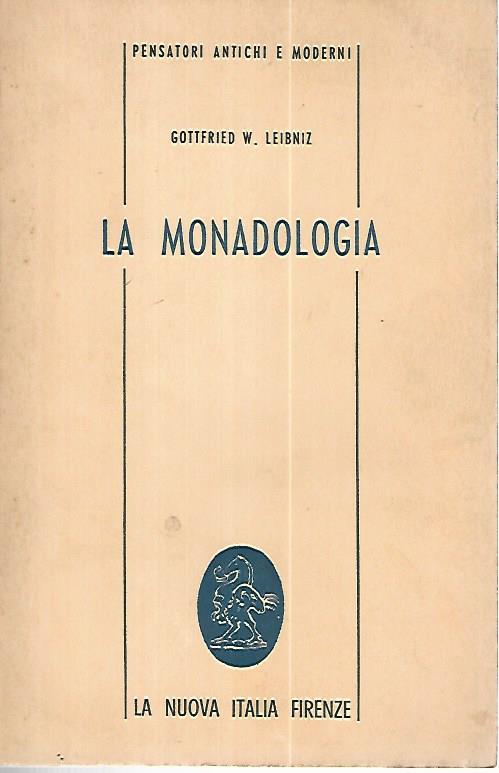 PENSATORI ANTICHI E MODERNI
GOTTFRIED W. LEIBNIZ
LA MONADOLOGIA
LA NUOVA ITALIA FIRENZE